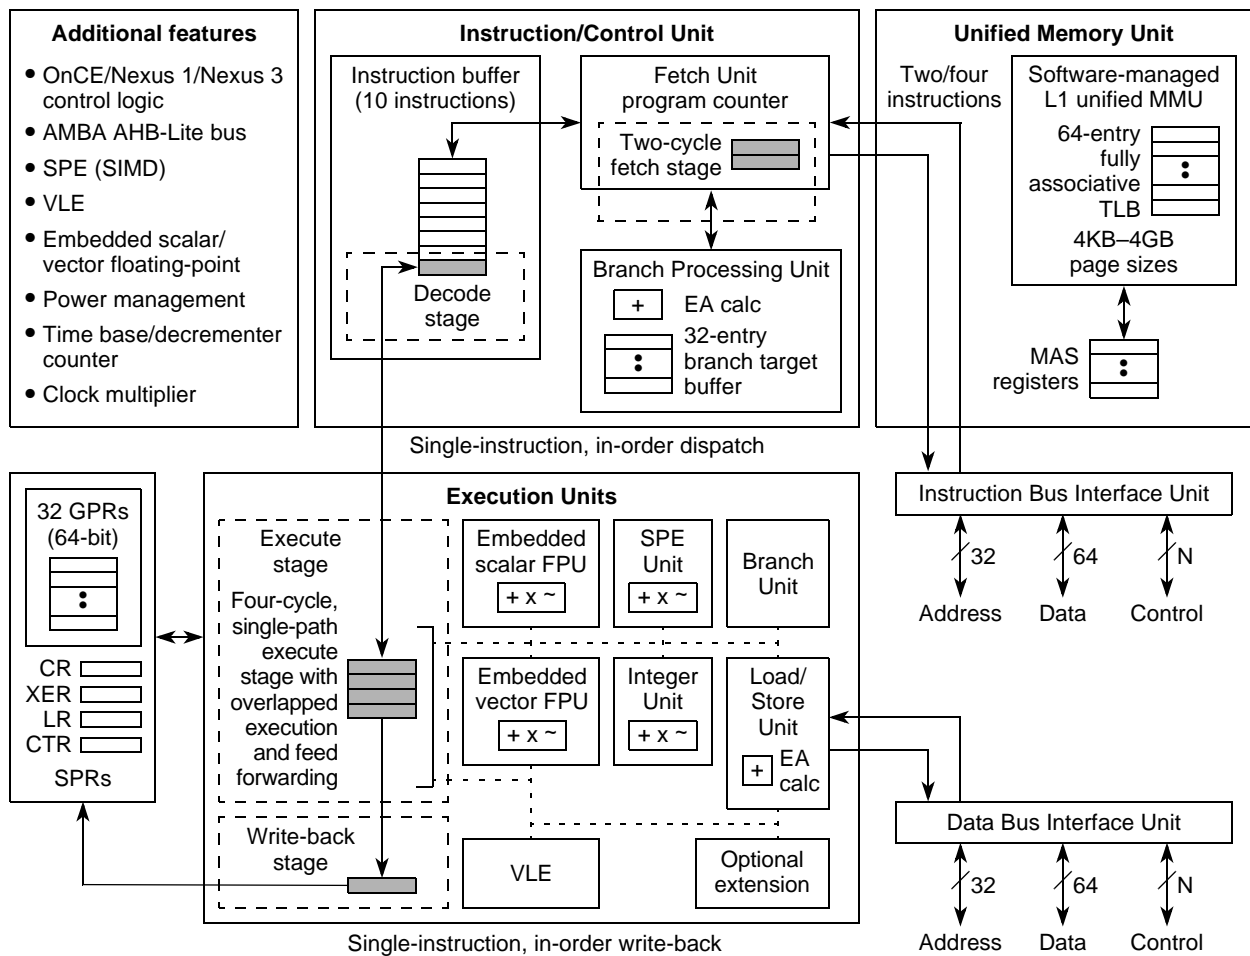 Additional features
• OnCE/Nexus 1/Nexus 3
control logic
• AMBA AHB-Lite bus
• SPE (SIMD)
• VLE
• Embedded scalar/
vector floating-point
• Power management
• Time base/decrementer
counter
• Clock multiplier
Instruction/Control Unit
Instruction buffer
(10 instructions)
Decode
stage
Fetch Unit
program counter
Two-cycle
fetch stage
Branch Processing Unit
+
EA calc
32-entry
branch target
buffer
Two/four
instructions
Unified Memory Unit
Software-managed
L1 unified MMU
64-entry
fully
associative
TLB
4KB–4GB
page sizes
MAS
registers
Single-instruction, in-order dispatch
32 GPRs
(64-bit)
CR
XER
LR
CTR
SPRs
Execution Units
Execute
stage
Four-cycle,
single-path
execute
stage with
overlapped
execution
and feed
forwarding
Write-back
stage
Embedded
scalar FPU
+ x ~
SPE
Unit
+ x ~
Branch
Unit
Embedded
vector FPU
+ x ~
Integer
Unit
+ x ~
Load/
Store
Unit
+
EA
calc
VLE
Optional
extension
Single-instruction, in-order write-back
Instruction Bus Interface Unit
32
64
N
Address
Data
Control
Data Bus Interface Unit
32
64
N
Address
Data
Control